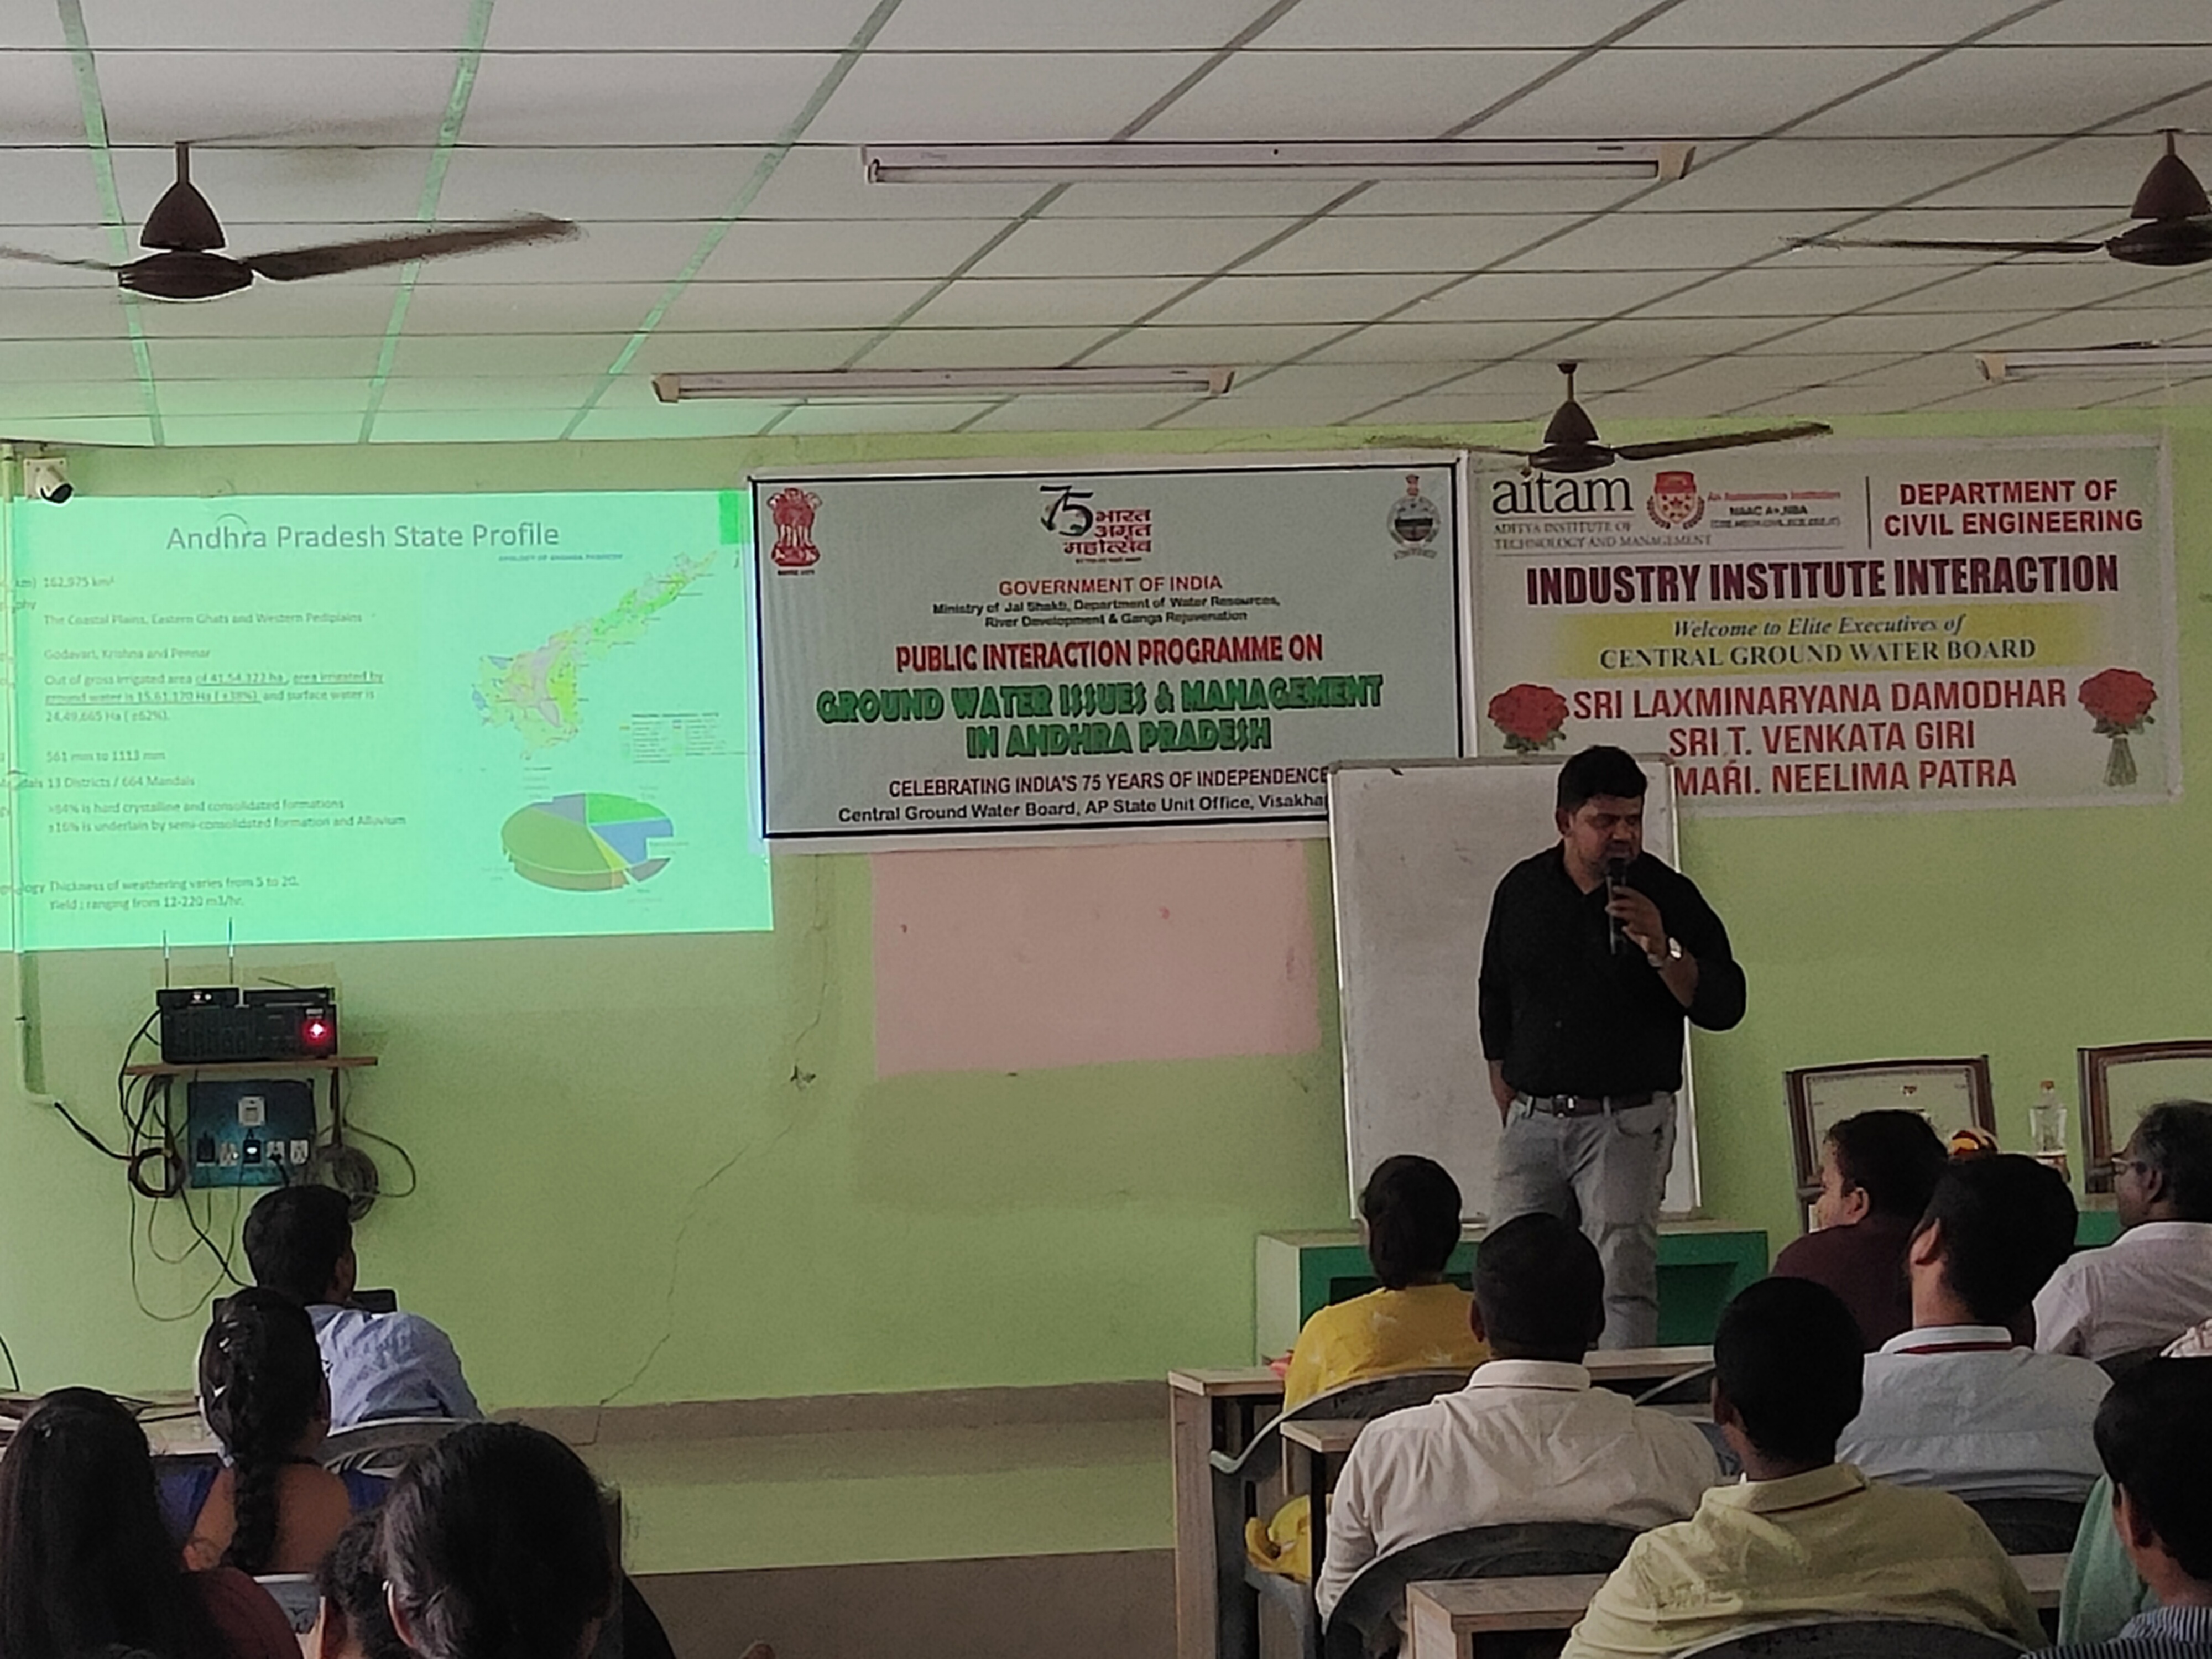 Andhra Pradesh State Profile
162,975 km²
The Coastal Plains, Eastern Ghats and Western Pediplains
Godavari, Krishna and Pennar
Out of gross irrigated area of 41,54,322 ha, area irrigated by
ground water is 15,61,170 Ha (±38%) and surface water is
24,49,665 Ha (±62%).
561 mm to 1113 mm
13 Districts / 664 Mandals
>84% is hard crystalline and consolidated formations
±16% is underlain by semi-consolidated formation and Alluvium
Thickness of weathering varies from 5 to 20.
Yield : ranging from 12-220 m3/hr.
75
भारत
अमृत
महोत्सव
GOVERNMENT OF INDIA
Ministry of Jal Shakti, Department of Water Resources,
River Development & Ganga Rejuvenation
PUBLIC INTERACTION PROGRAMME ON
GROUND WATER ISSUES & MANAGEMENT
IN ANDHRA PRADESH
CELEBRATING INDIA'S 75 YEARS OF INDEPENDENCE
Central Ground Water Board, AP State Unit Office, Visakha
aitam
ADITYA INSTITUTE OF
TECHNOLOGY AND MANAGEMENT
An Autonomous Institution
NAAC A+, NBA
DEPARTMENT OF
CIVIL ENGINEERING
INDUSTRY INSTITUTE INTERACTION
Welcome to Elite Executives of
CENTRAL GROUND WATER BOARD
SRI LAXMINARYANA DAMODHAR
SRI T. VENKATA GIRI
MARI. NEELIMA PATRA